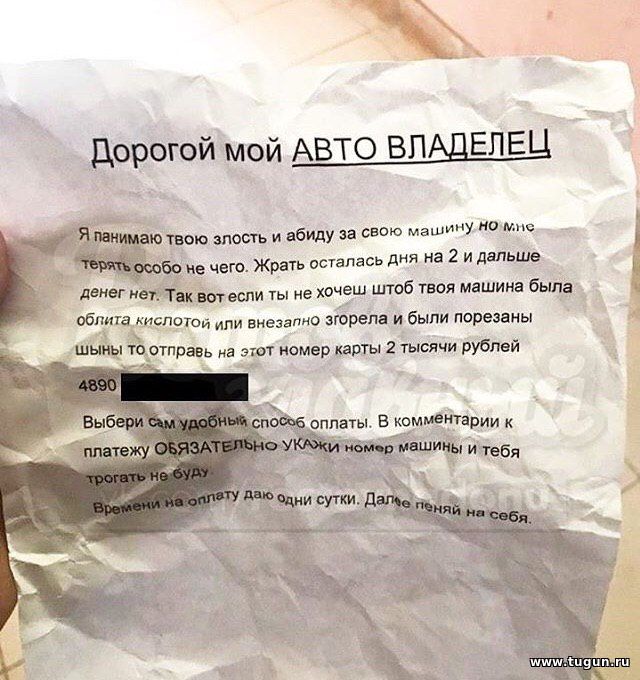 Дорогой мой АВТО ВЛАДЕЛЕЦ
Я панимаю твою злость и абиду за свою машину но мне
терять особо не чего. Жрать осталась дня на 2 и дальше
денег нет. Так вот если ты не хочеш штоб твоя машина была
облита кислотой или внезапно згорела и были порезаны
шыны то отправь на этот номер карты 2 тысячи рублей
4890
Выбери сам удобный способ оплаты. В комментарии к
платежу ОБЯЗАТЕЛЬНО УКАЖИ номер машины и тебя
трогать не буду.
Времени на оплату даю одни сутки. Далее пеняй на себя.
www.tugun.ru